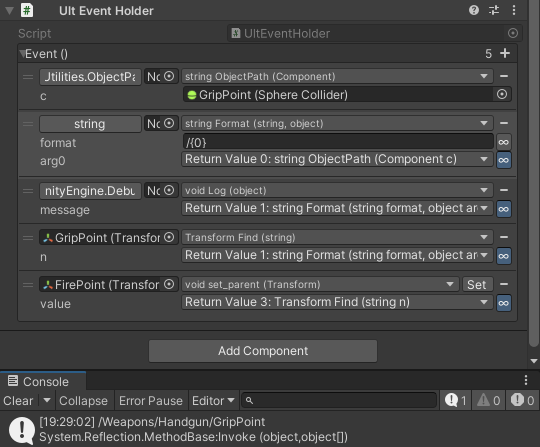 Ult Event Holder
Script UltEventHolder
Event () 5
Jtilities.ObjectPa No string ObjectPath (Component)
c GripPoint (Sphere Collider)
string No string Format (string, object)
format /{0}
arg0 Return Value 0: string ObjectPath (Component c)
nityEngine.Debu No void Log (object)
message Return Value 1: string Format (string format, object ar
GripPoint (Transfor Transform Find (string)
n Return Value 1: string Format (string format, object ar
FirePoint (Transfor void set_parent (Transform) Set
value Return Value 3: Transform Find (string n)
Add Component
Console
Clear Collapse Error Pause Editor 1 0 0
[19:29:02] /Weapons/Handgun/GripPoint
System.Reflection.MethodBase:Invoke (object,object[])